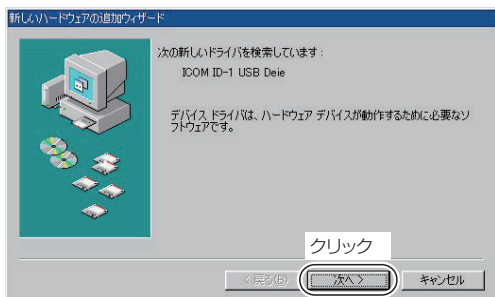 新しいハードウェアの追加ウィザード
次の新しいドライバを検索しています：
ICOM ID-1 USB Deie
デバイス ドライバは、ハードウェア デバイスが動作するために必要なソ
フトウェアです。
クリック
< 戻る(B)
次へ >
キャンセル